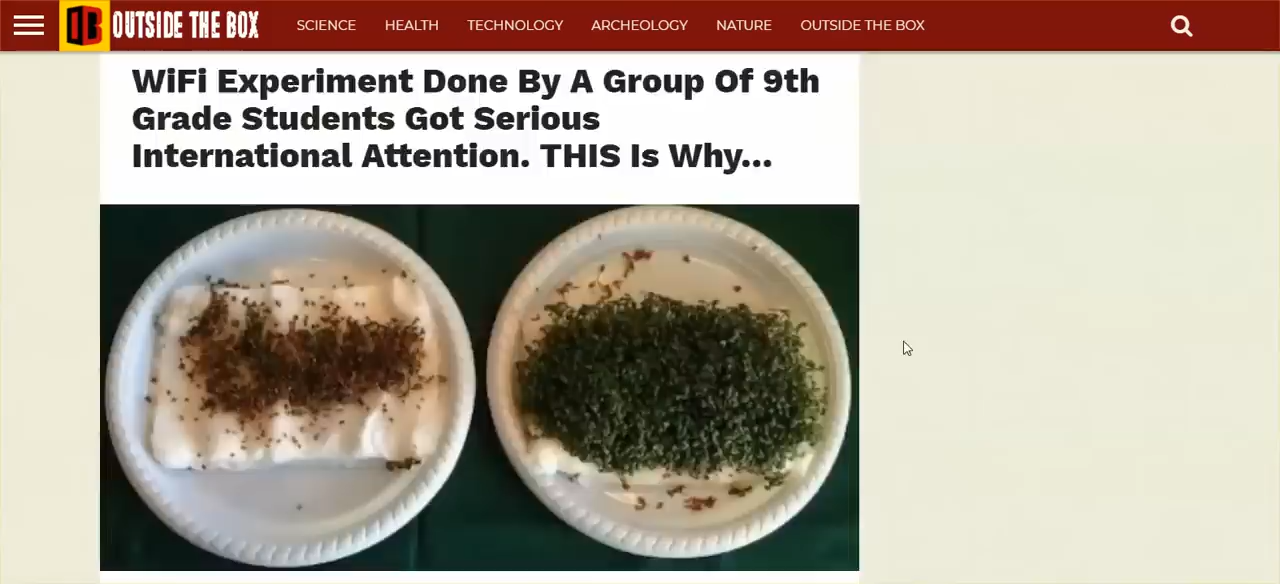 OUTSIDE THE BOX SCIENCE HEALTH TECHNOLOGY ARCHEOLOGY NATURE OUTSIDE THE BOX
WiFi Experiment Done By A Group Of 9th
Grade Students Got Serious
International Attention. THIS Is Why...